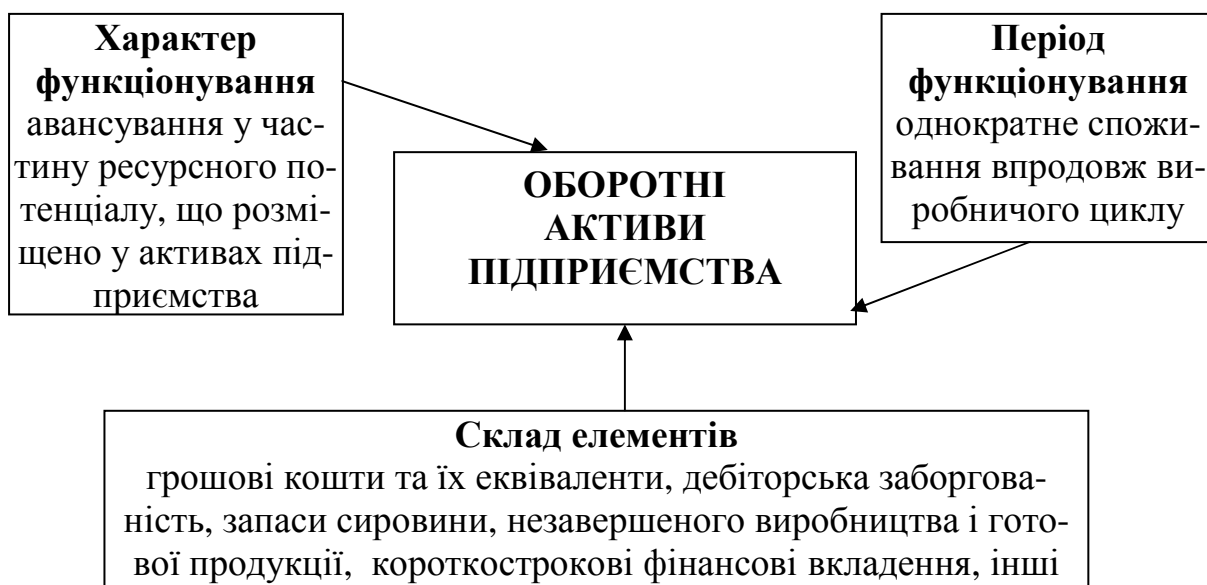 Характер
функціонування
авансування у час-
тину ресурсного по-
тенціалу, що розмі-
щено у активах під-
приємства
Період
функціонування
однократне спожи-
вання впродовж ви-
робничого циклу
ОБОРОТНІ
АКТИВИ
ПІДПРИЄМСТВА
Склад елементів
грошові кошти та їх еквіваленти, дебіторська заборгова-
ність, запаси сировини, незавершеного виробництва і гото-
вої продукції, короткострокові фінансові вкладення, інші